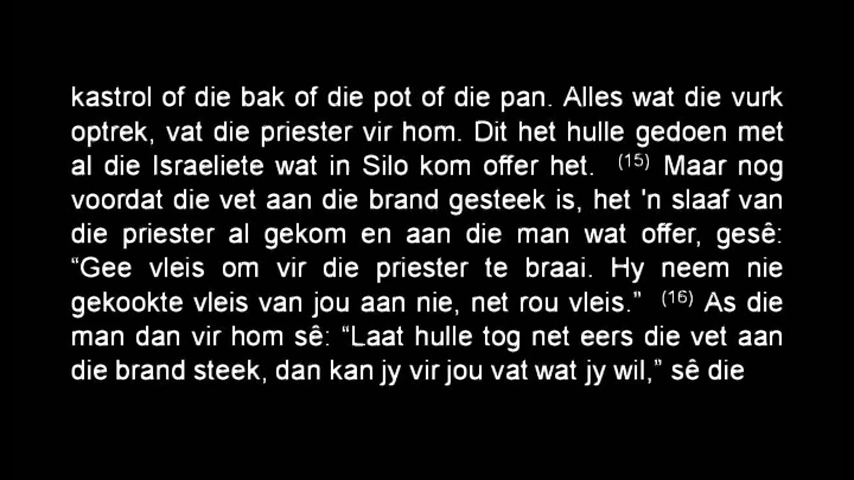 kastrol of die bak of die pot of die pan. Alles wat die vurk
optrek, vat die priester vir hom. Dit het hulle gedoen met
al die Israeliete wat in Silo kom offer het. (15) Maar nog
voordat die vet aan die brand gesteek is, het 'n slaaf van
die priester al gekom en aan die man wat offer, gesê:
“Gee vleis om vir die priester te braai. Hy neem nie
gekookte vleis van jou aan nie, net rou vleis.” (16) As die
man dan vir hom sê: “Laat hulle tog net eers die vet aan
die brand steek, dan kan jy vir jou vat wat jy wil,” sê die